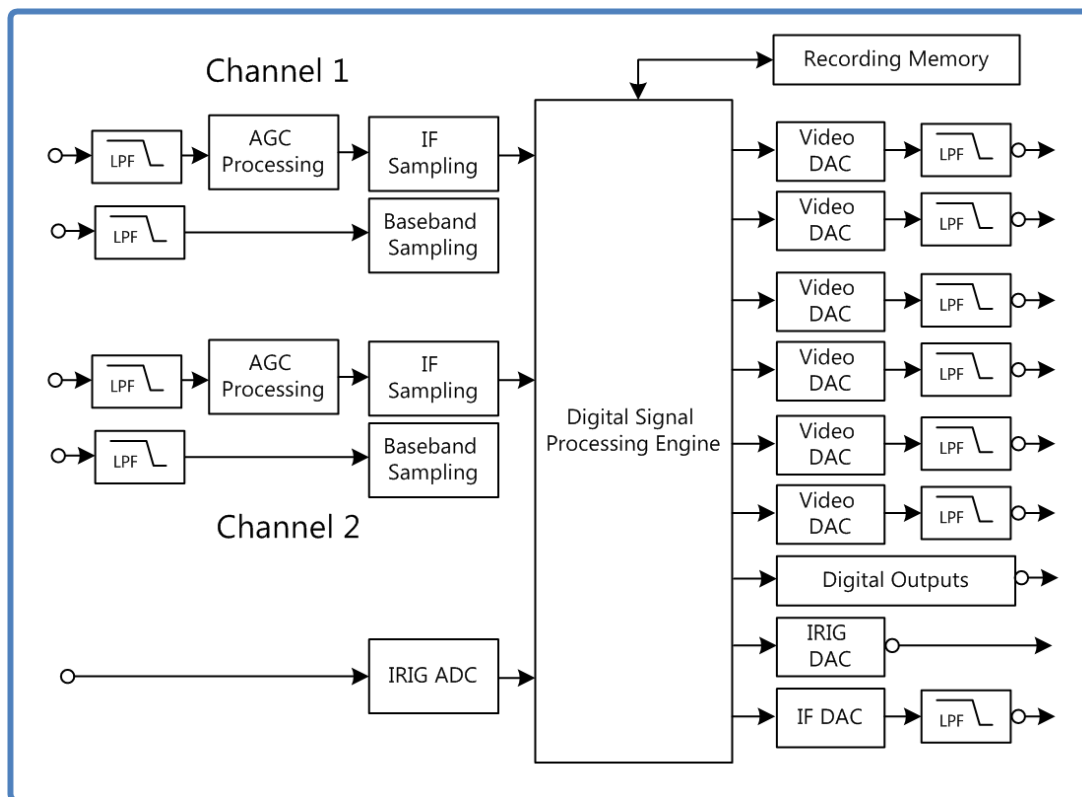 Recording Memory
Channel 1
LPF
AGC
Processing
IF
Sampling
LPF
Baseband
Sampling
LPF
AGC
Processing
IF
Sampling
LPF
Baseband
Sampling
Channel 2
IRIG ADC
Digital Signal
Processing Engine
Video
DAC
LPF
Video
DAC
LPF
Video
DAC
LPF
Video
DAC
LPF
Video
DAC
LPF
Video
DAC
LPF
Digital Outputs
IRIG
DAC
IF DAC
LPF